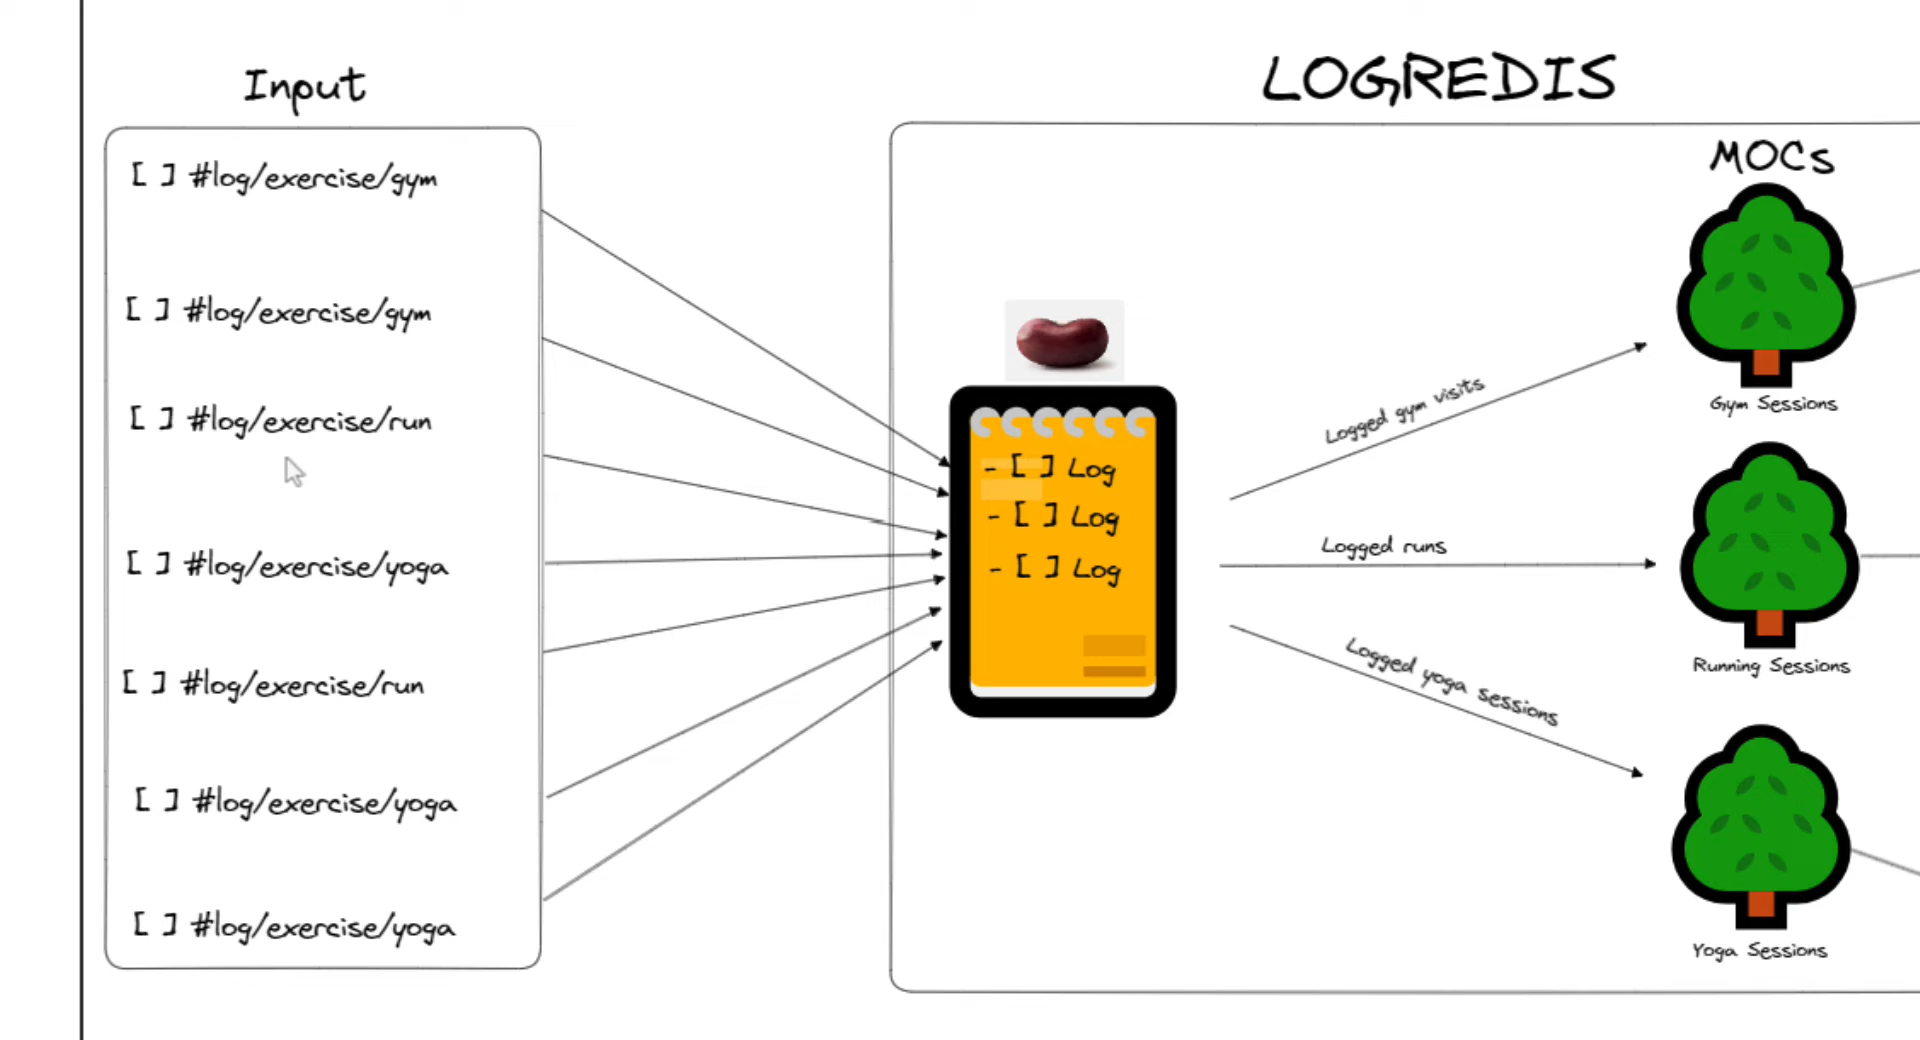 Input
[ ] #log/exercise/gym
[ ] #log/exercise/gym
[ ] #log/exercise/run
[ ] #log/exercise/yoga
[ ] #log/exercise/run
[ ] #log/exercise/yoga
[ ] #log/exercise/yoga
LOGREDIS
- [ ] Log
- [ ] Log
- [ ] Log
Logged gym visits
Logged runs
Logged yoga sessions
MOCs
Gym Sessions
Running Sessions
Yoga Sessions